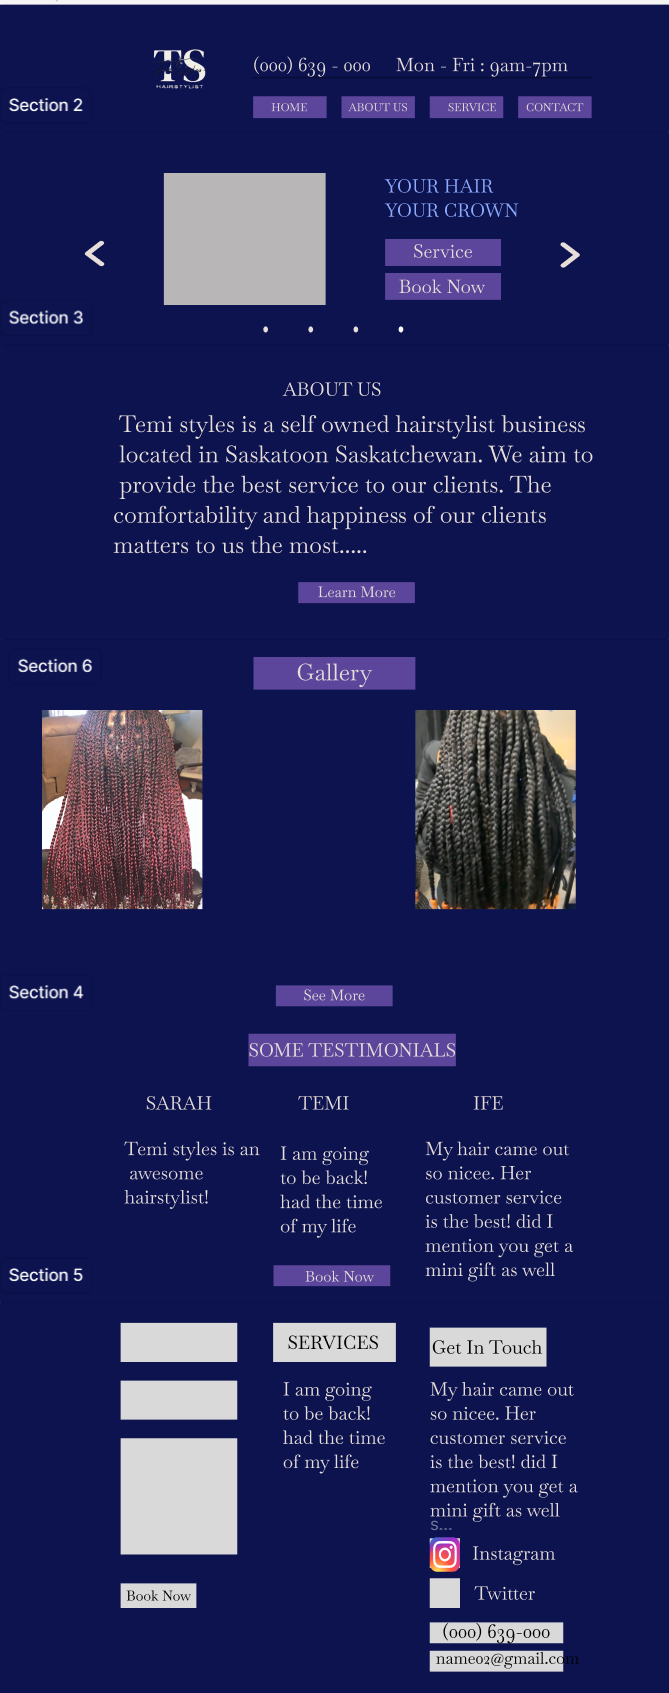 TS
HAIRSTYLIST
(000) 639 - 000 Mon - Fri : 9am-7pm
Section 2
HOME ABOUT US SERVICE CONTACT
YOUR HAIR
YOUR CROWN
Service
Book Now
Section 3
ABOUT US
Temi styles is a self owned hairstylist business
located in Saskatoon Saskatchewan. We aim to
provide the best service to our clients. The
comfortability and happiness of our clients
matters to us the most.....
Learn More
Section 6
Gallery
Section 4
See More
SOME TESTIMONIALS
SARAH
Temi styles is an
awesome
hairstylist!
TEMI
I am going
to be back!
had the time
of my life
IFE
My hair came out
so nicee. Her
customer service
is the best! did I
mention you get a
mini gift as well
Book Now
Section 5
Book Now
SERVICES
I am going
to be back!
had the time
of my life
Get In Touch
My hair came out
so nicee. Her
customer service
is the best! did I
mention you get a
mini gift as well
S...
Instagram
Twitter
(000) 639-000
name02@gmail.com